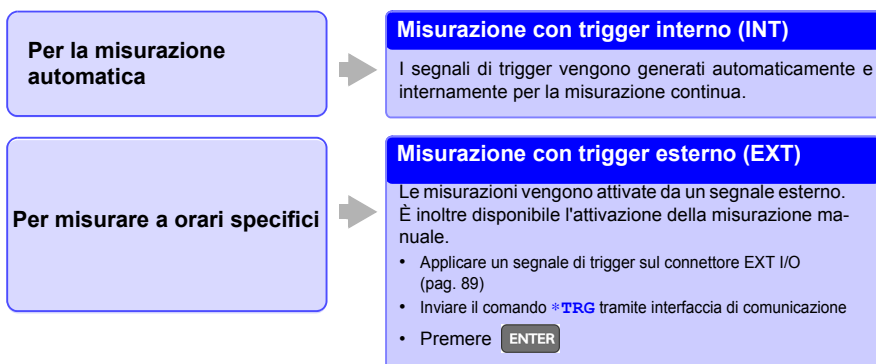 Per la misurazione
automatica
Misurazione con trigger interno (INT)
I segnali di trigger vengono generati automaticamente e
internamente per la misurazione continua.
Per misurare a orari specifici
Misurazione con trigger esterno (EXT)
Le misurazioni vengono attivate da un segnale esterno.
È inoltre disponibile l'attivazione della misurazione ma-
nuale.
• Applicare un segnale di trigger sul connettore EXT I/O
(pag. 89)
• Inviare il comando *TRG tramite interfaccia di comunicazione
• Premere ENTER